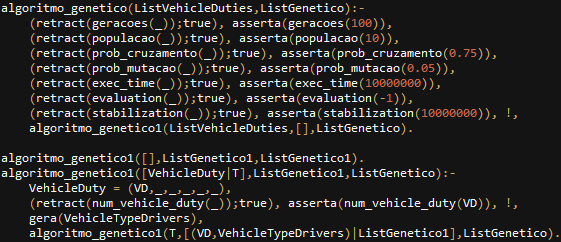 algoritmo_genetico(ListVehicleDuties,ListGenetico):-
(retract(geracoes(_));true), asserta(geracoes(100)),
(retract(populacao(_));true), asserta(populacao(10)),
(retract(prob_cruzamento(_));true), asserta(prob_cruzamento(0.75)),
(retract(prob_mutacao(_));true), asserta(prob_mutacao(0.05)),
(retract(exec_time(_));true), asserta(exec_time(10000000)),
(retract(evaluation(_));true), asserta(evaluation(-1)),
(retract(stabilization(_));true), asserta(stabilization(10000000)), !,
algoritmo_genetico1(ListVehicleDuties,[],ListGenetico).
algoritmo_genetico1([],ListGenetico1,ListGenetico1).
algoritmo_genetico1([VehicleDuty|T],ListGenetico1,ListGenetico):-
VehicleDuty = (VD,_,_,_,_,_),
(retract(num_vehicle_duty(_));true), asserta(num_vehicle_duty(VD)), !,
gera(VehicleTypeDrivers),
algoritmo_genetico1(T,[(VD,VehicleTypeDrivers)|ListGenetico1],ListGenetico).